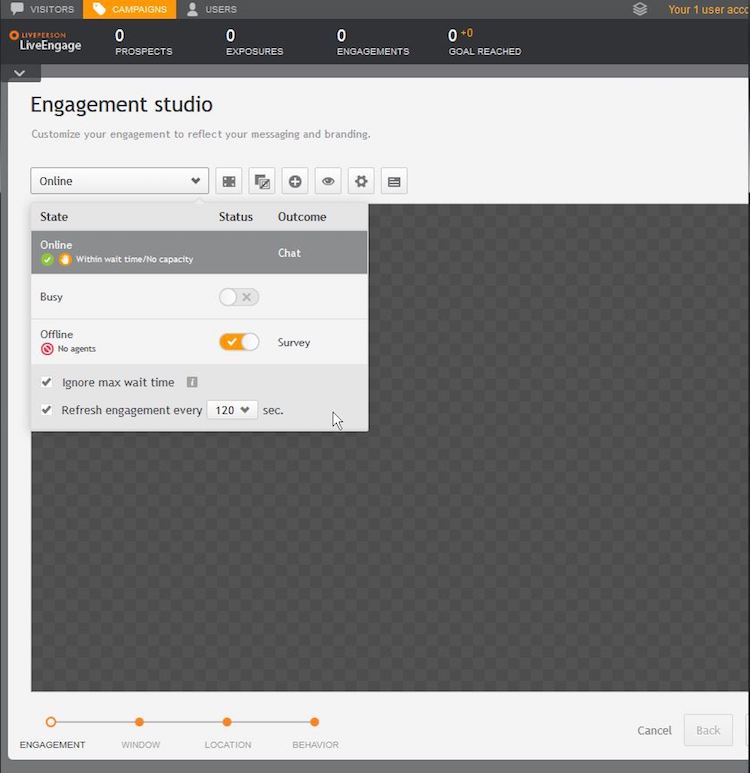 VISITORS CAMPAIGNS USERS Your 1 user acco
LIVEPERSON
LiveEngage
0 0 0 0 +0
PROSPECTS EXPOSURES ENGAGEMENTS GOAL REACHED
Engagement studio
Customize your engagement to reflect your messaging and branding.
Online
State Status Outcome
Online
Within wait time/No capacity Chat
Busy
Offline
No agents Survey
Ignore max wait time i
Refresh engagement every 120 sec.
Cancel Back
ENGAGEMENT WINDOW LOCATION BEHAVIOR